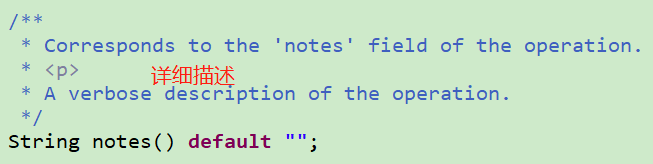 /**
* Corresponds to the 'notes' field of the operation.
* <p>
详细描述
* A verbose description of the operation.
*/
String notes() default "";